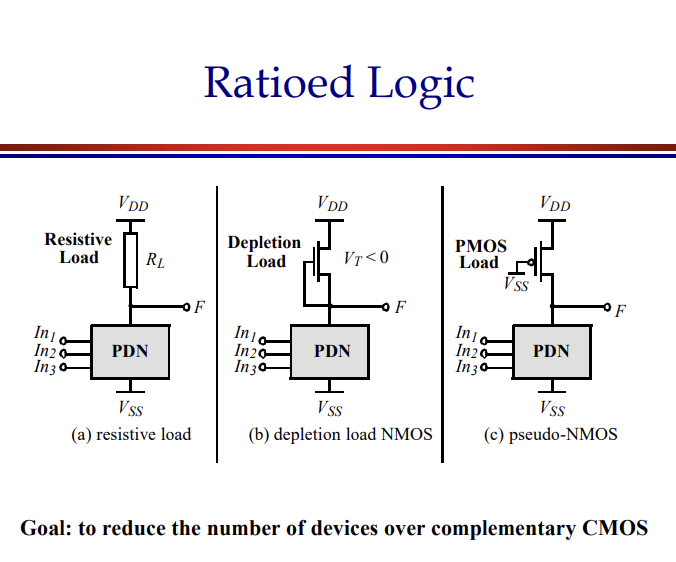 Ratioed Logic
VDD
Resistive
Load
RL
F
In1
In2
In3
PDN
VSS
(a) resistive load
VDD
Depletion
Load
VT < 0
F
In1
In2
In3
PDN
VSS
(b) depletion load NMOS
VDD
PMOS
Load
VSS
F
In1
In2
In3
PDN
VSS
(c) pseudo-NMOS
Goal: to reduce the number of devices over complementary CMOS